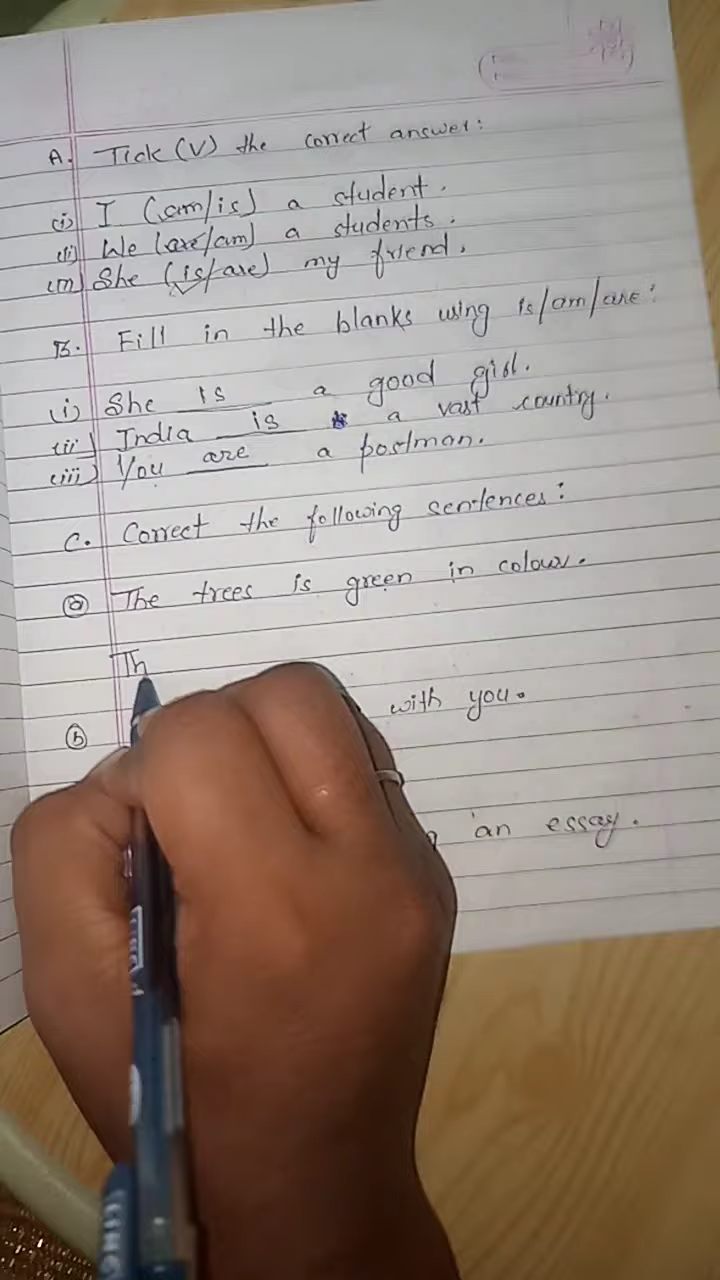 A. Tick (V) the correct answer:
(i) I (am/is) a student.
(ii) We (are/am) a students.
(iii) She (is/are) my friend.
B. Fill in the blanks using is/am/are:
(i) She is a good girl.
(ii) India is a vast country.
(iii) You are a postman.
C. Correct the following sentences:
(a) The trees is green in colour.
Th
(b) with you.
an essay.